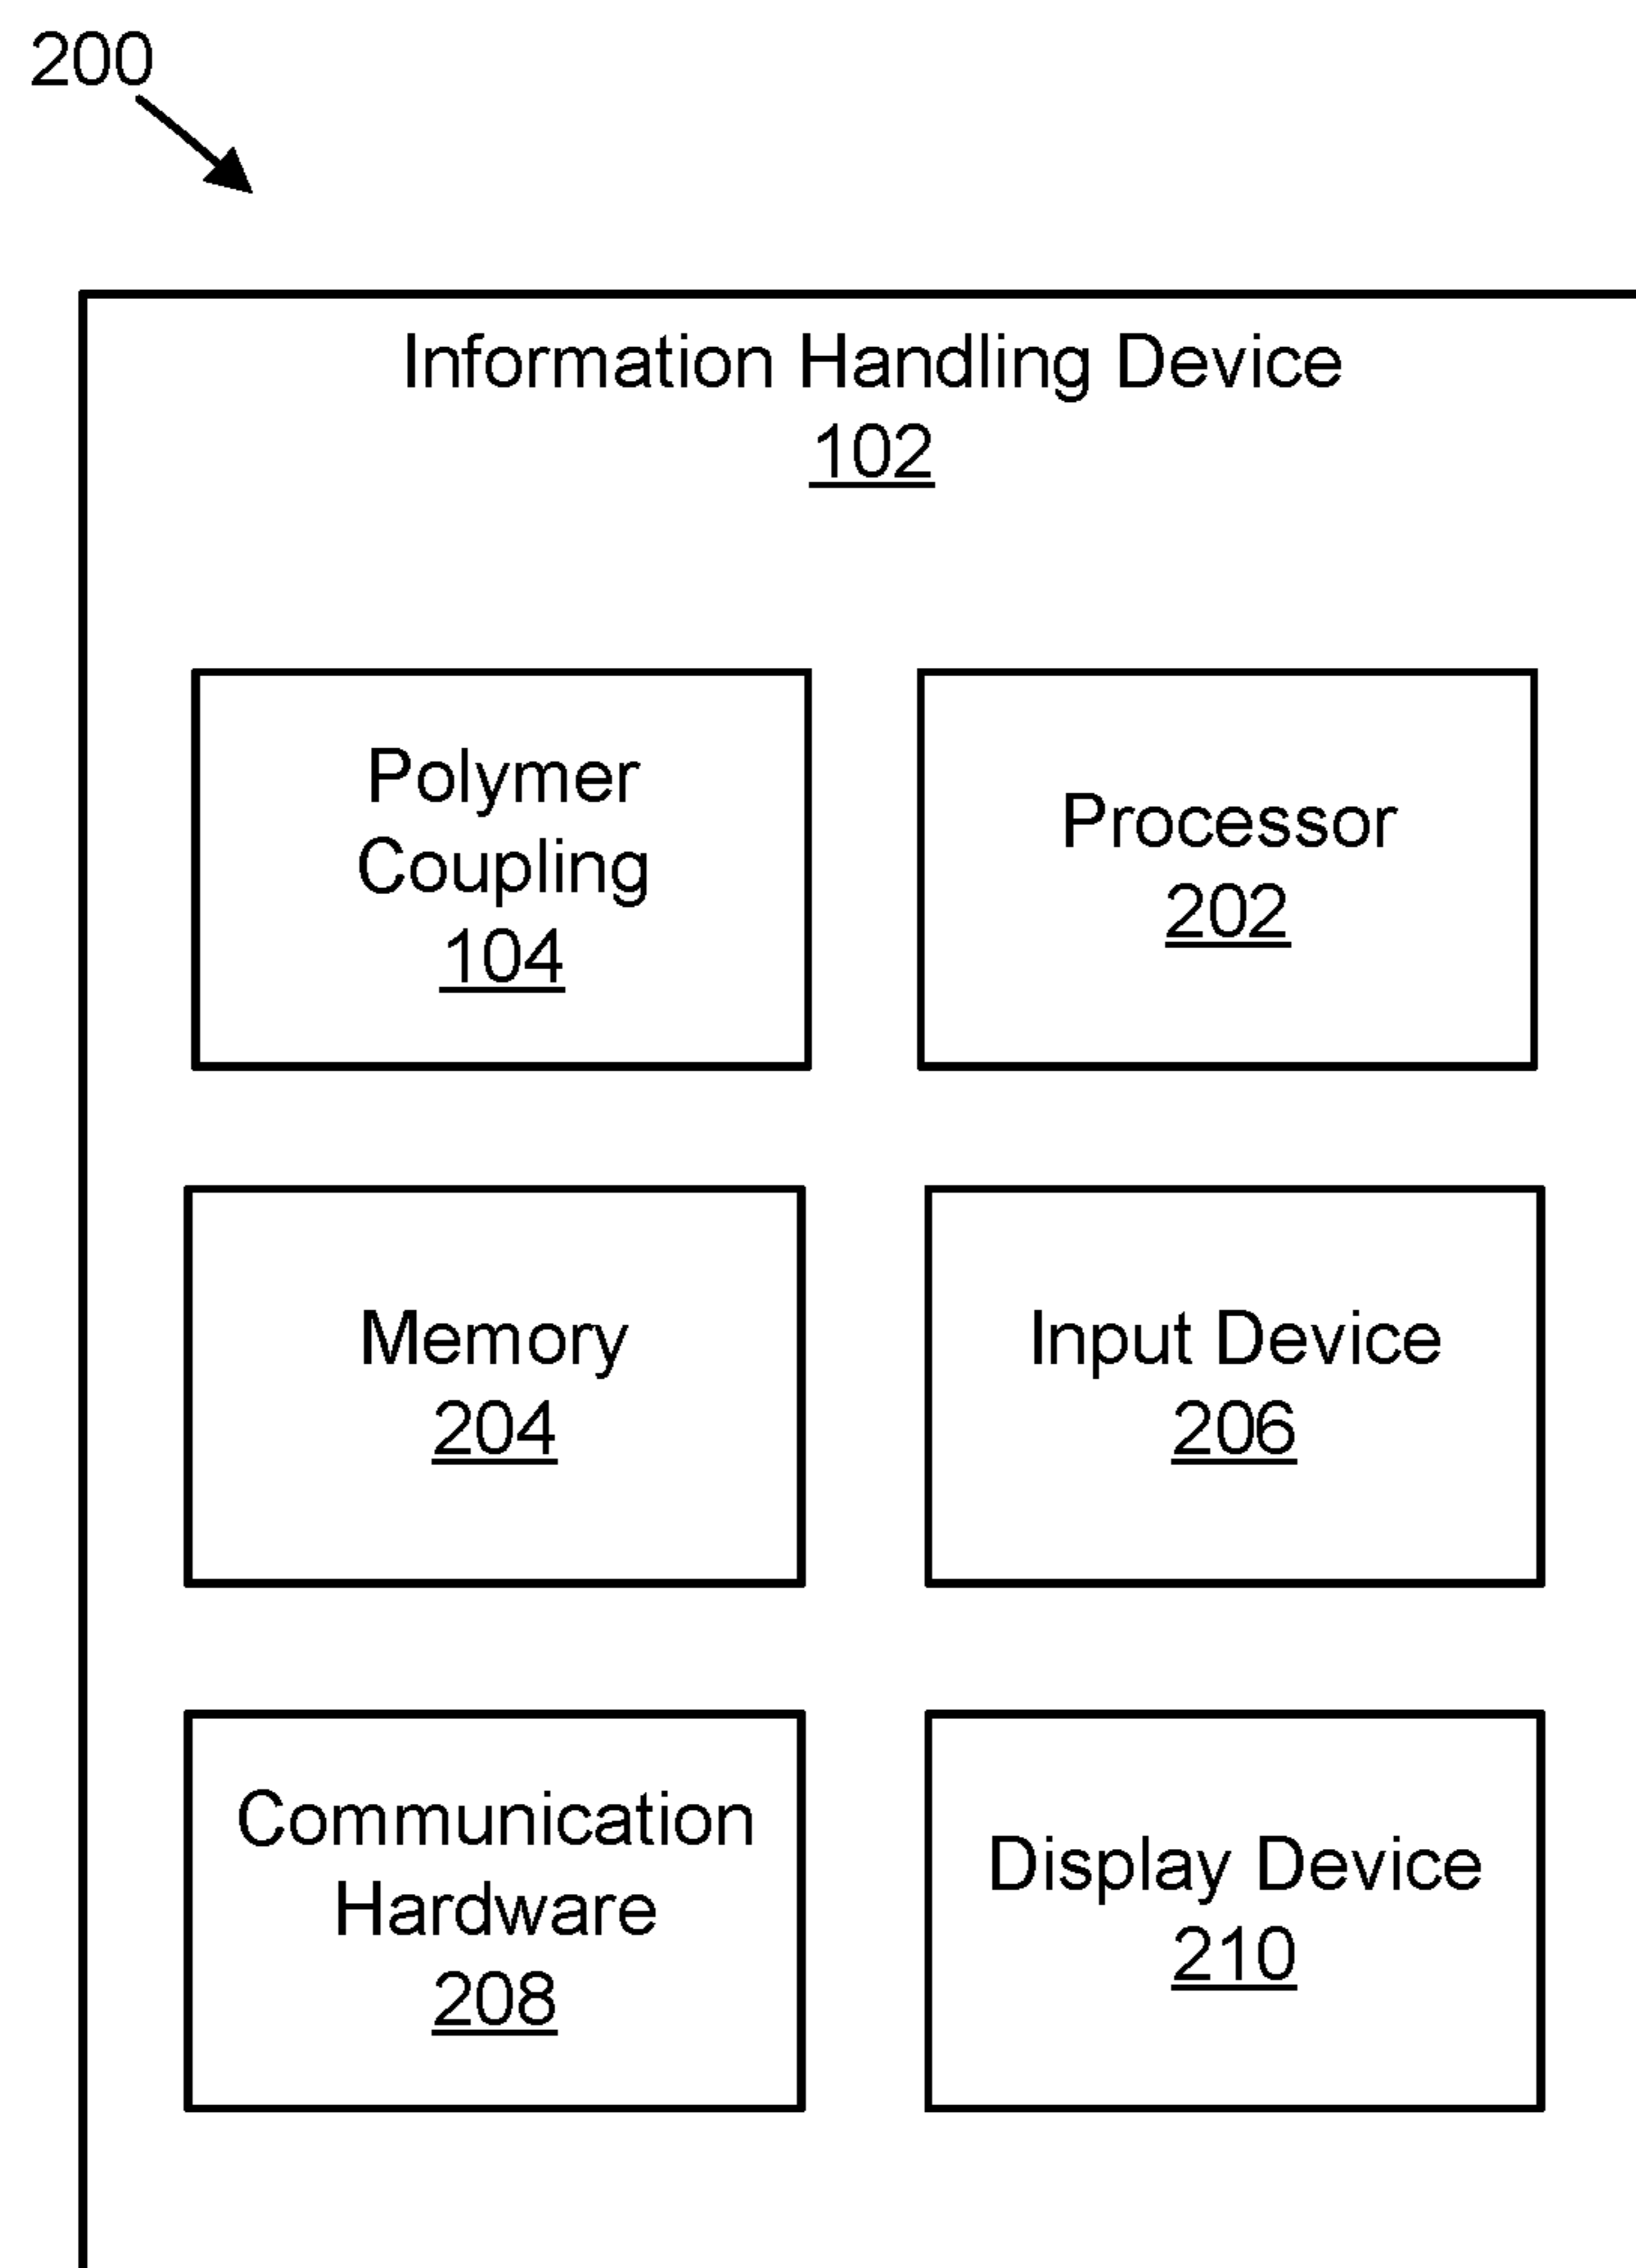 200
Information Handling Device
102
Polymer
Coupling
104
Processor
202
Memory
204
Input Device
206
Communication
Hardware
208
Display Device
210